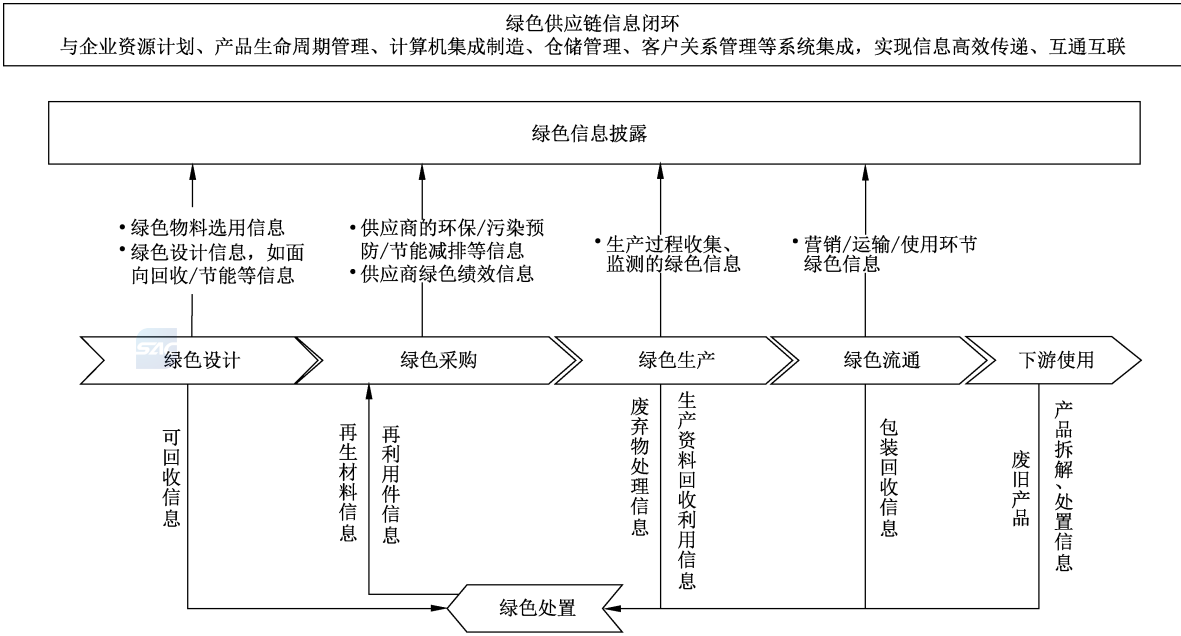 绿色供应链信息闭环
与企业资源计划、产品生命周期管理、计算机集成制造、仓储管理、客户关系管理等系统集成，实现信息高效传递、互通互联
绿色信息披露
• 绿色物料选用信息
• 绿色设计信息，如面
向回收/节能等信息
• 供应商的环保/污染预
防/节能减排等信息
• 供应商绿色绩效信息
• 生产过程收集、
监测的绿色信息
• 营销/运输/使用环节
绿色信息
SAC
绿色设计
绿色采购
绿色生产
绿色流通
下游使用
可回收信息
再生材料信息
再利用件信息
废弃物处理信息
生产资料回收利用信息
包装回收信息
废旧产品
产品拆解、处置信息
绿色处置